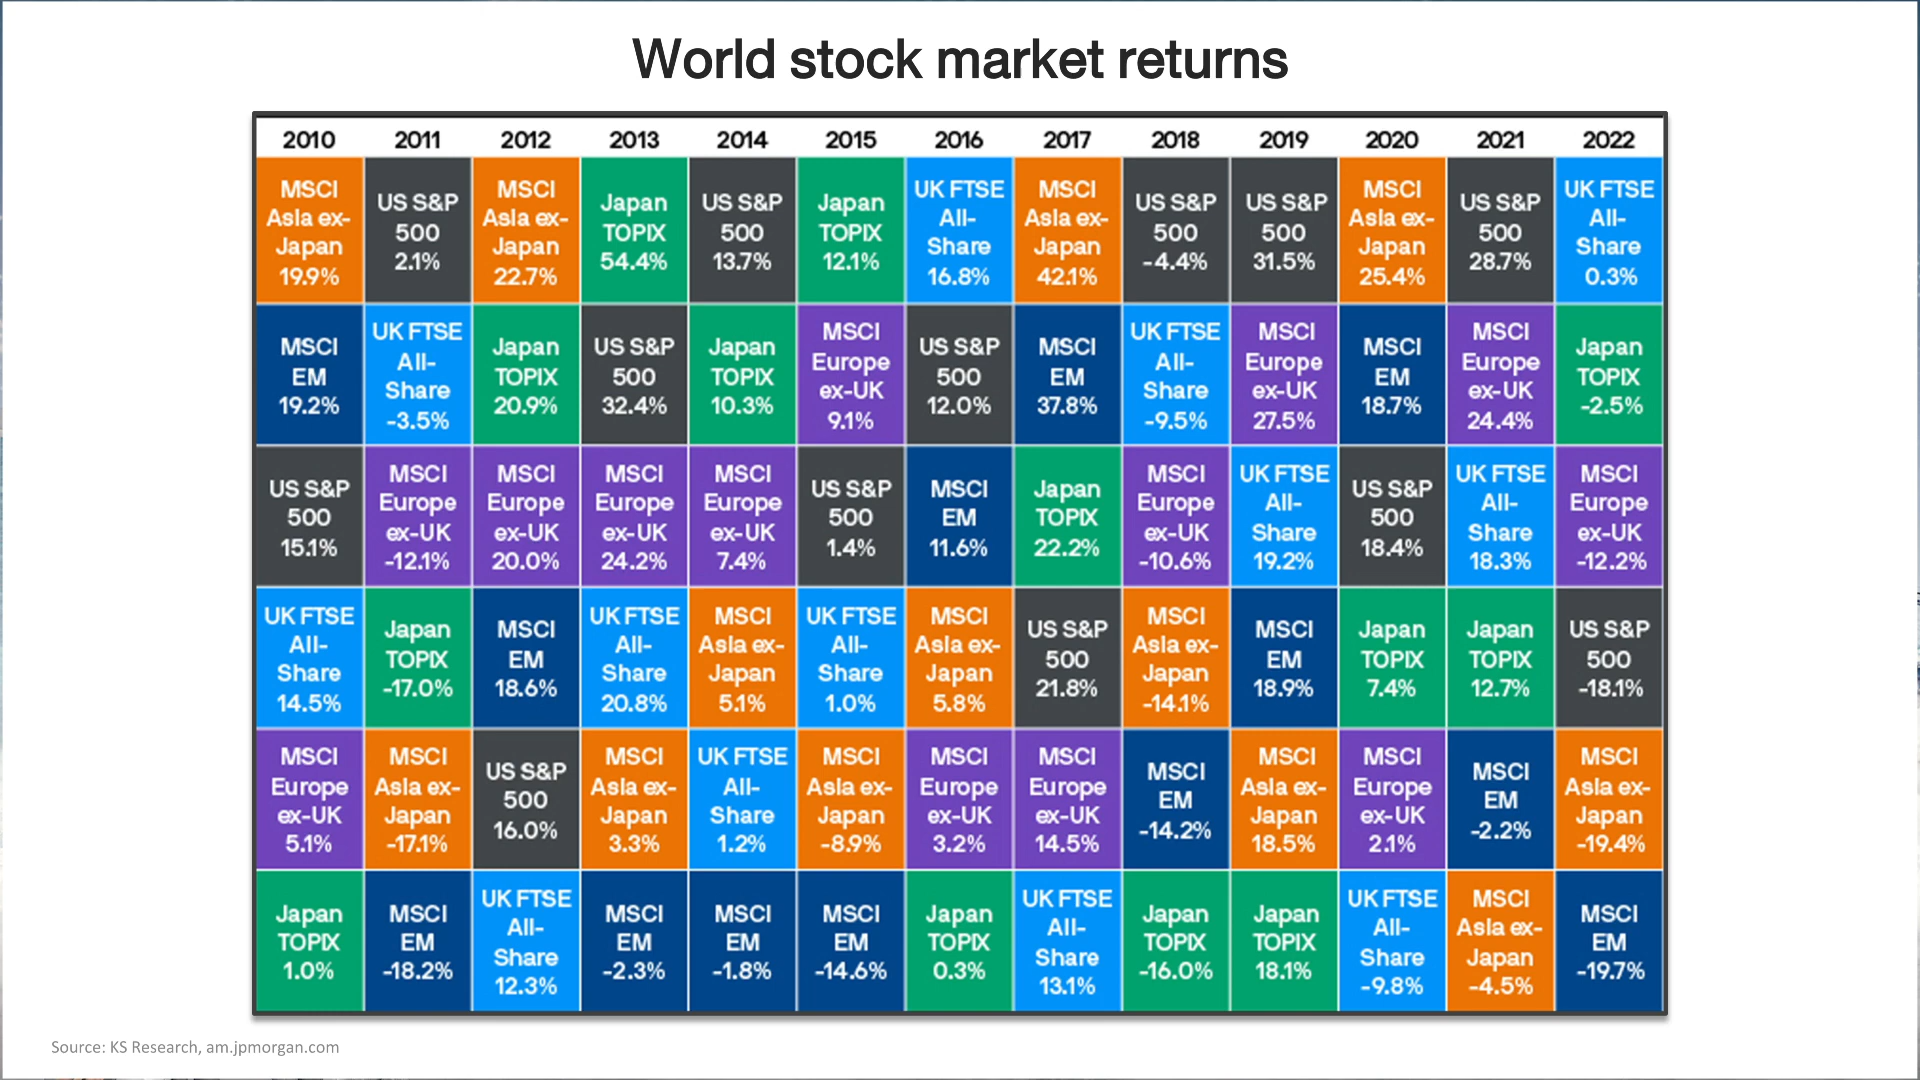 World stock market returns
2010 2011 2012 2013 2014 2015 2016 2017 2018 2019 2020 2021 2022
MSCI
Asia ex-
Japan
19.9%
US S&P
500
2.1%
MSCI
Asia ex-
Japan
22.7%
Japan
TOPIX
54.4%
US S&P
500
13.7%
Japan
TOPIX
12.1%
UK FTSE
All-
Share
16.8%
MSCI
Asia ex-
Japan
42.1%
US S&P
500
-4.4%
US S&P
500
31.5%
MSCI
Asia ex-
Japan
25.4%
US S&P
500
28.7%
UK FTSE
All-
Share
0.3%
MSCI
EM
19.2%
UK FTSE
All-
Share
-3.5%
Japan
TOPIX
20.9%
US S&P
500
32.4%
Japan
TOPIX
10.3%
MSCI
Europe
ex-UK
9.1%
US S&P
500
12.0%
MSCI
EM
37.8%
UK FTSE
All-
Share
-9.5%
MSCI
Europe
ex-UK
27.5%
MSCI
EM
18.7%
MSCI
Europe
ex-UK
24.4%
Japan
TOPIX
-2.5%
US S&P
500
15.1%
MSCI
Europe
ex-UK
-12.1%
MSCI
Europe
ex-UK
20.0%
MSCI
Europe
ex-UK
24.2%
MSCI
Europe
ex-UK
7.4%
US S&P
500
1.4%
MSCI
EM
11.6%
Japan
TOPIX
22.2%
MSCI
Europe
ex-UK
-10.6%
UK FTSE
All-
Share
19.2%
US S&P
500
18.4%
UK FTSE
All-
Share
18.3%
MSCI
Europe
ex-UK
-12.2%
UK FTSE
All-
Share
14.5%
Japan
TOPIX
-17.0%
MSCI
EM
18.6%
UK FTSE
All-
Share
20.8%
MSCI
Asia ex-
Japan
5.1%
UK FTSE
All-
Share
1.0%
MSCI
Asia ex-
Japan
5.8%
US S&P
500
21.8%
MSCI
Asia ex-
Japan
-14.1%
MSCI
EM
18.9%
Japan
TOPIX
7.4%
Japan
TOPIX
12.7%
US S&P
500
-18.1%
MSCI
Europe
ex-UK
5.1%
MSCI
Asia ex-
Japan
-17.1%
US S&P
500
16.0%
MSCI
Asia ex-
Japan
3.3%
UK FTSE
All-
Share
1.2%
MSCI
Asia ex-
Japan
-8.9%
MSCI
Europe
ex-UK
3.2%
MSCI
Europe
ex-UK
14.5%
MSCI
EM
-14.2%
MSCI
Asia ex-
Japan
18.5%
MSCI
Europe
ex-UK
2.1%
MSCI
EM
-2.2%
MSCI
Asia ex-
Japan
-19.4%
Japan
TOPIX
1.0%
MSCI
EM
-18.2%
UK FTSE
All-
Share
12.3%
MSCI
EM
-2.3%
MSCI
EM
-1.8%
MSCI
EM
-14.6%
Japan
TOPIX
0.3%
UK FTSE
All-
Share
13.1%
Japan
TOPIX
-16.0%
Japan
TOPIX
18.1%
UK FTSE
All-
Share
-9.8%
MSCI
Asia ex-
Japan
-4.5%
MSCI
EM
-19.7%
Source: KS Research, am.jpmorgan.com